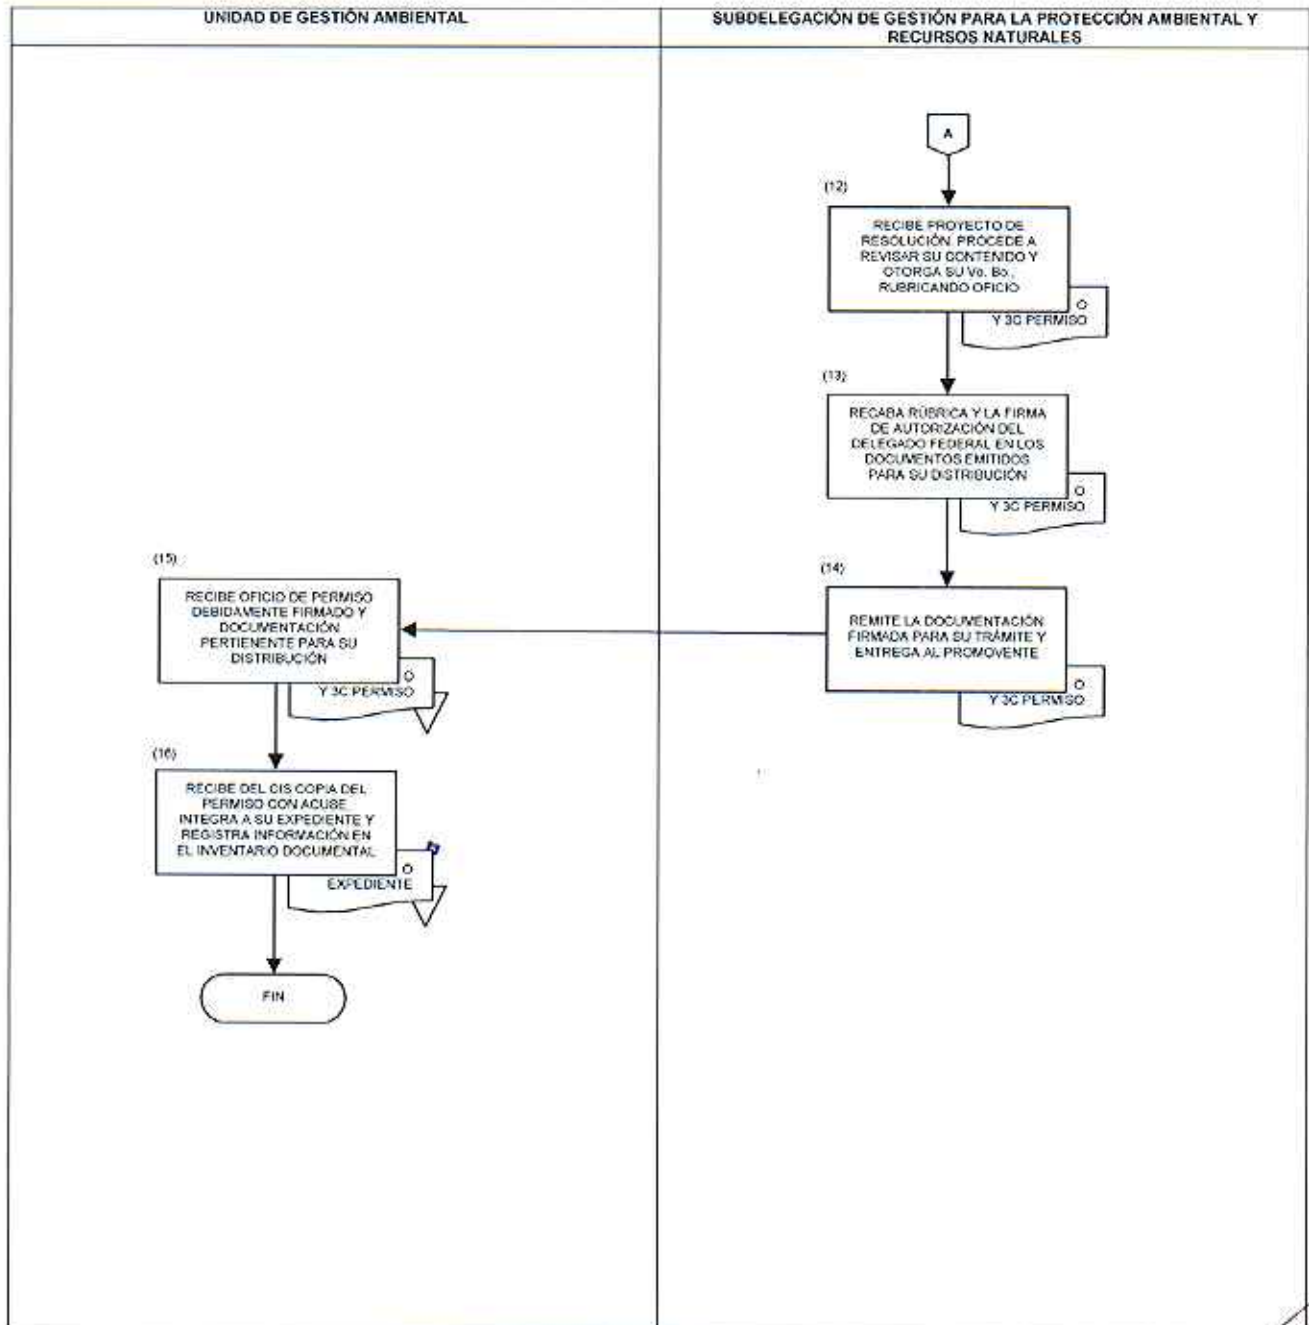 UNIDAD DE GESTIÓN AMBIENTAL
SUBDELEGACIÓN DE GESTIÓN PARA LA PROTECCIÓN AMBIENTAL Y
RECURSOS NATURALES
A
(12)
RECIBE PROYECTO DE
RESOLUCIÓN. PROCEDE A
REVISAR SU CONTENIDO Y
OTORGA SU Vo. Bo.,
RUBRICANDO OFICIO
O
Y 3C PERMISO
(13)
RECABA RÚBRICA Y LA FIRMA
DE AUTORIZACIÓN DEL
DELEGADO FEDERAL EN LOS
DOCUMENTOS EMITIDOS
PARA SU DISTRIBUCIÓN
O
Y 3C PERMISO
(14)
REMITE LA DOCUMENTACIÓN
FIRMADA PARA SU TRÁMITE Y
ENTREGA AL PROMOVENTE
O
Y 3C PERMISO
(15)
RECIBE OFICIO DE PERMISO
DEBIDAMENTE FIRMADO Y
DOCUMENTACIÓN
PERTIENENTE PARA SU
DISTRIBUCIÓN
O
Y 3C PERMISO
(16)
RECIBE DEL CIS COPIA DEL
PERMISO CON ACUSE,
INTEGRA A SU EXPEDIENTE Y
REGISTRA INFORMACIÓN EN
EL INVENTARIO DOCUMENTAL
O
EXPEDIENTE
FIN